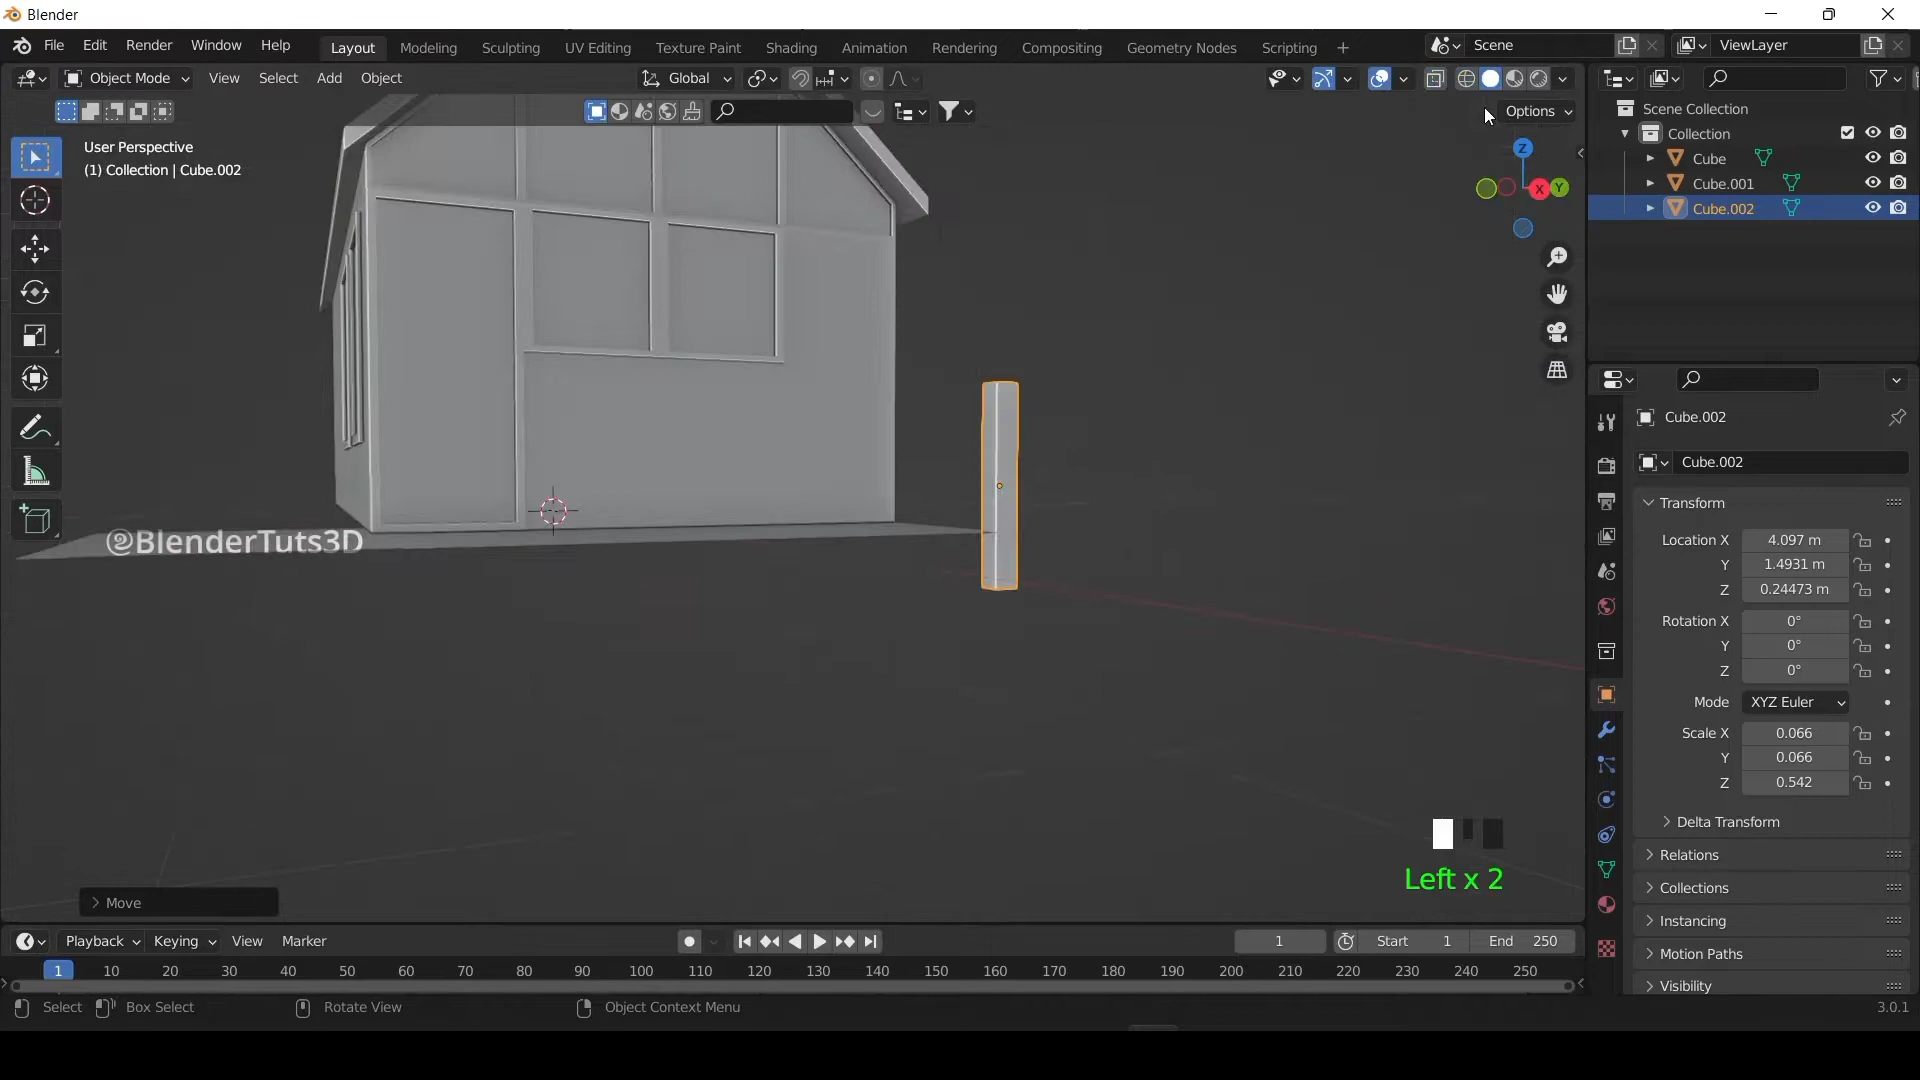 Blender
File Edit Render Window Help Layout Modeling Sculpting UV Editing Texture Paint Shading Animation Rendering Compositing Geometry Nodes Scripting + Scene ViewLayer
Object Mode View Select Add Object Global
Options
User Perspective
(1) Collection | Cube.002
Z
X
Y
@BlenderTuts3D
Left x 2
Move
Scene Collection
Collection
Cube
Cube.001
Cube.002
Cube.002
Cube.002
Transform
Location X 4.097 m
Y 1.4931 m
Z 0.24473 m
Rotation X 0°
Y 0°
Z 0°
Mode XYZ Euler
Scale X 0.066
Y 0.066
Z 0.542
Delta Transform
Relations
Collections
Instancing
Motion Paths
Visibility
Playback Keying View Marker 1 Start 1 End 250
1 10 20 30 40 50 60 70 80 90 100 110 120 130 140 150 160 170 180 190 200 210 220 230 240 250
Select Box Select Rotate View Object Context Menu 3.0.1